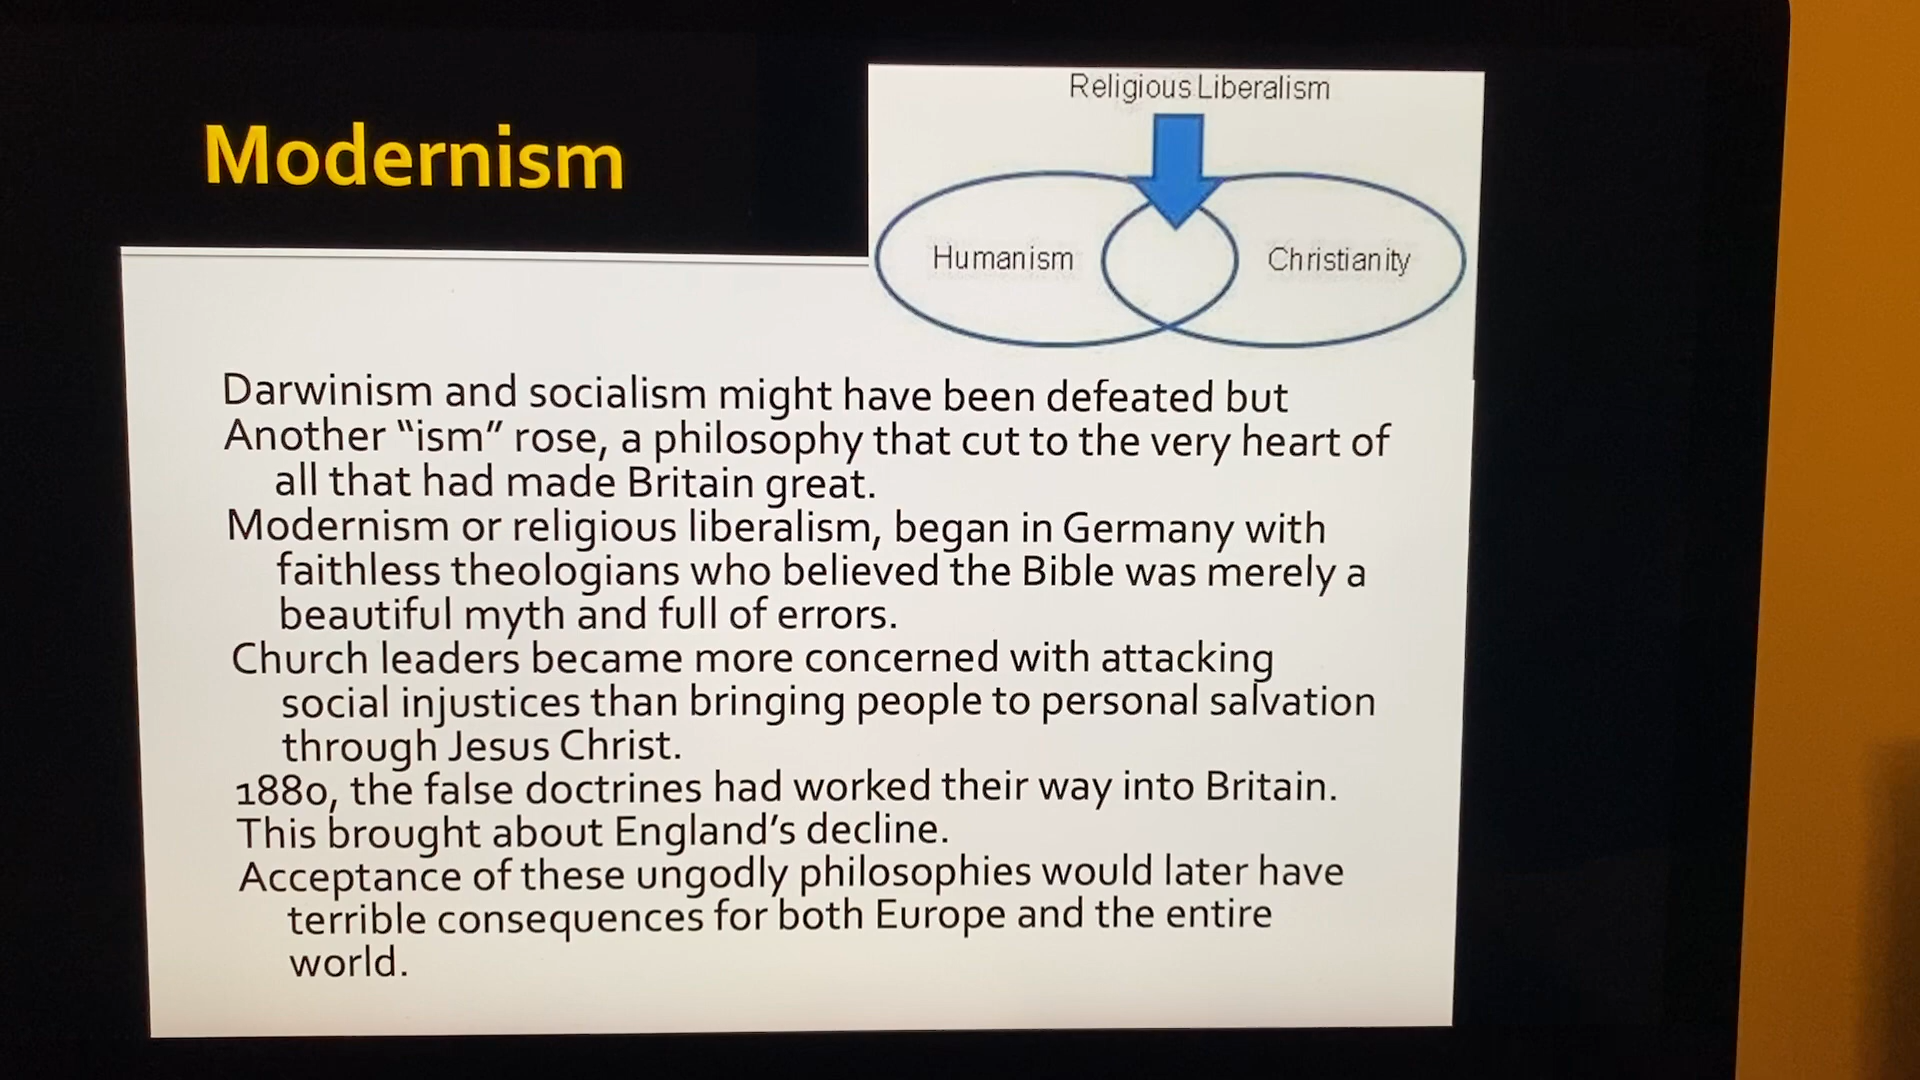 Modernism
Religious Liberalism
Humanism
Christianity
Darwinism and socialism might have been defeated but
Another “ism” rose, a philosophy that cut to the very heart of
all that had made Britain great.
Modernism or religious liberalism, began in Germany with
faithless theologians who believed the Bible was merely a
beautiful myth and full of errors.
Church leaders became more concerned with attacking
social injustices than bringing people to personal salvation
through Jesus Christ.
1880, the false doctrines had worked their way into Britain.
This brought about England’s decline.
Acceptance of these ungodly philosophies would later have
terrible consequences for both Europe and the entire
world.